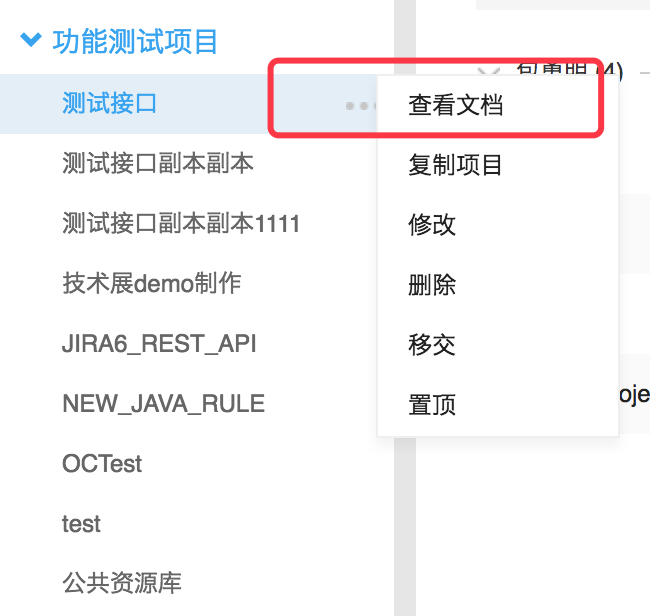 功能测试项目
测试接口
测试接口副本副本
测试接口副本副本1111
技术展demo制作
JIRA6_REST_API
NEW_JAVA_RULE
OCTest
test
公共资源库
查看文档
复制项目
修改
删除
移交
置顶
(4)
oje